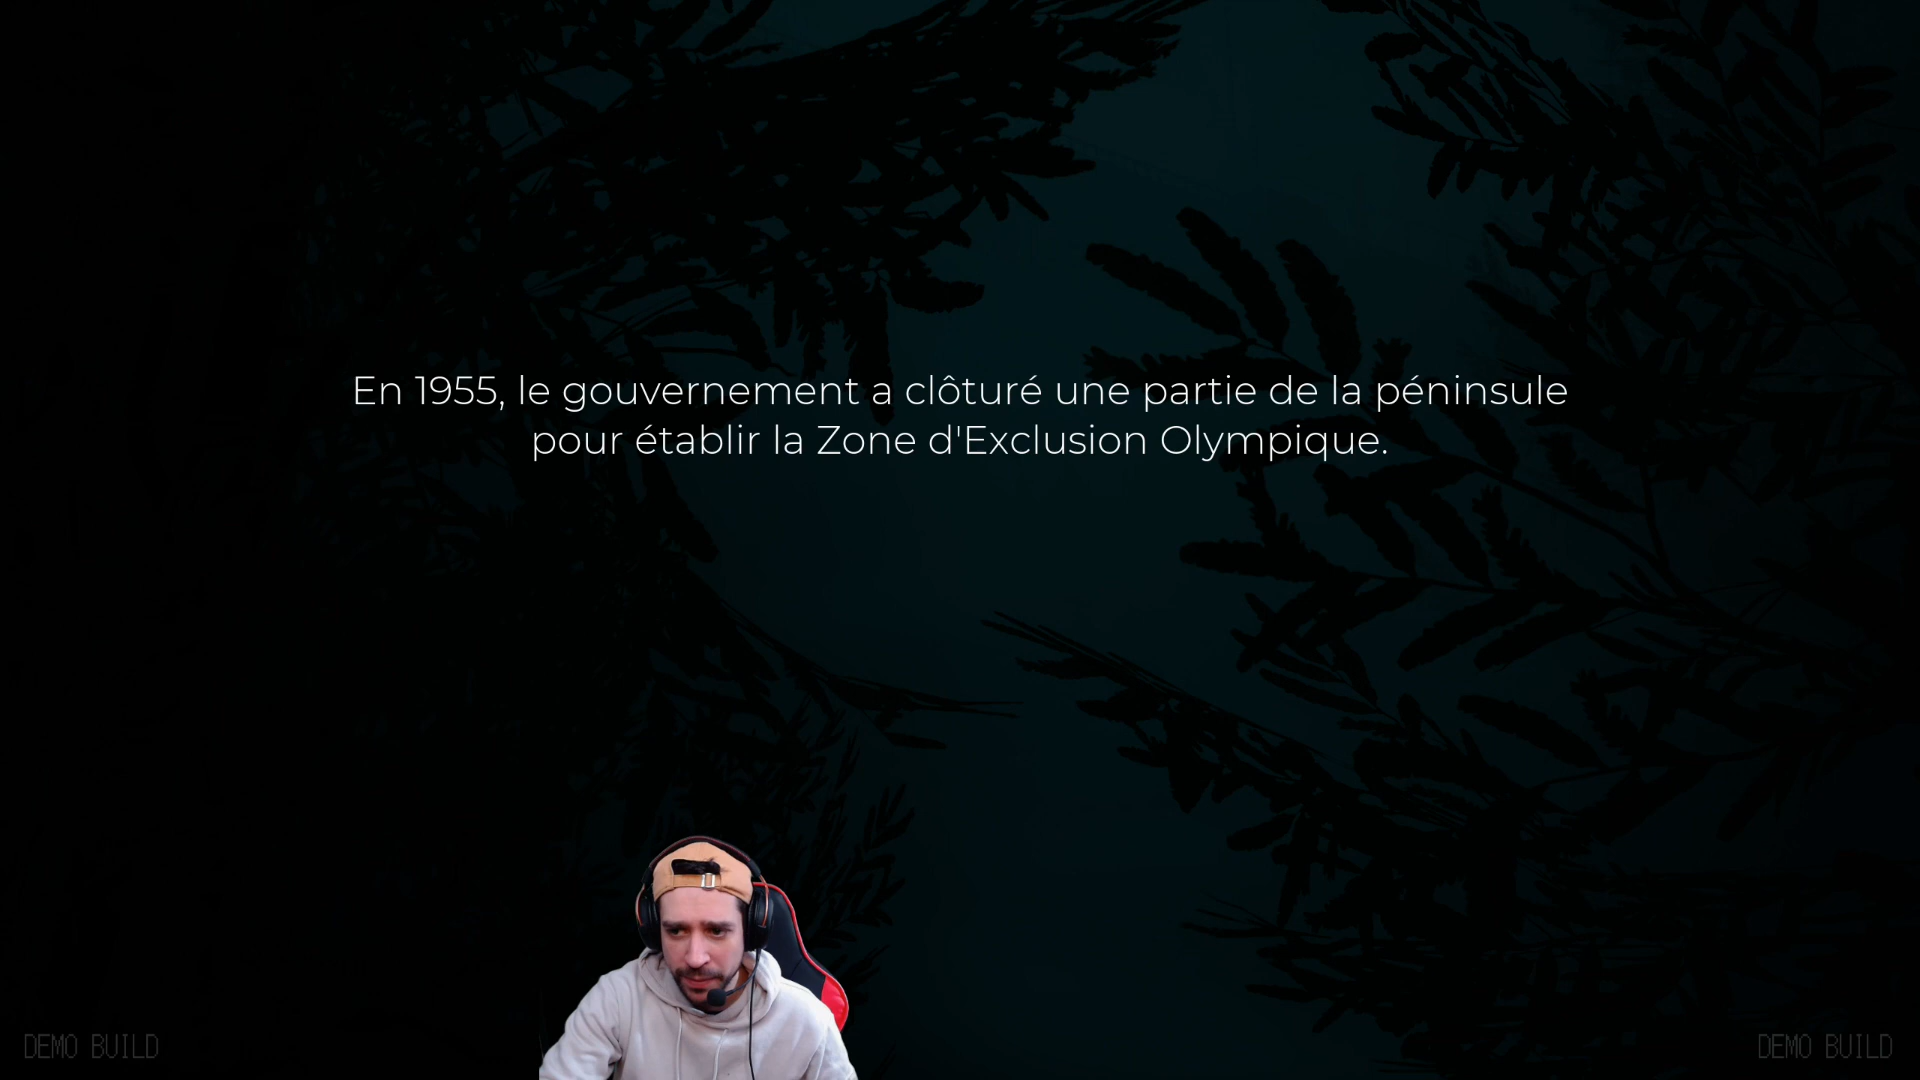 En 1955, le gouvernement a clôturé une partie de la péninsule
pour établir la Zone d'Exclusion Olympique.
DEMO BUILD
DEMO BUILD